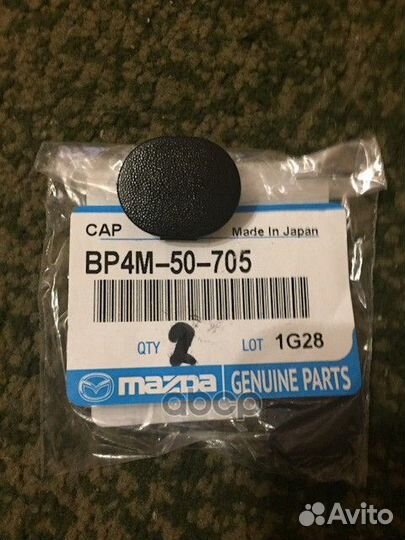 CAP Made In Japan
BP4M-50-705
QTY 2 LOT 1G28
mazda GENUINE PARTS
Avito